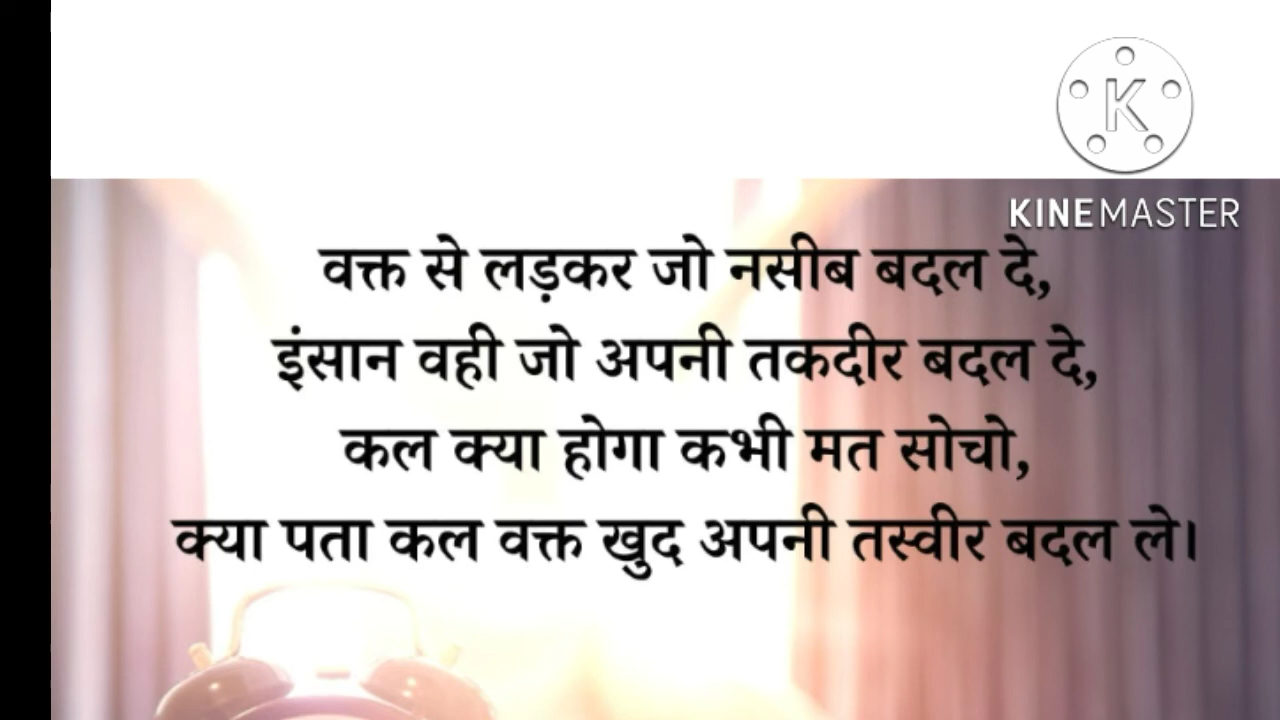 K
KINEMASTER
वक्त से लड़कर जो नसीब बदल दे,
इंसान वही जो अपनी तकदीर बदल दे,
कल क्या होगा कभी मत सोचो,
क्या पता कल वक्त खुद अपनी तस्वीर बदल ले।